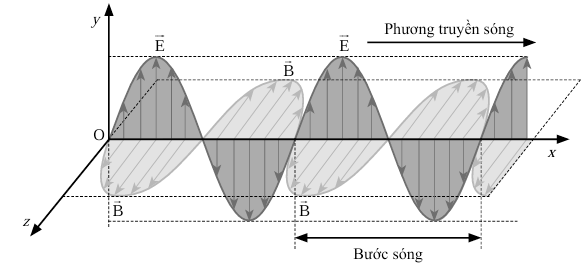 y
E⃗
E⃗
Phương truyền sóng
B⃗
O
x
B⃗
B⃗
z
Bước sóng